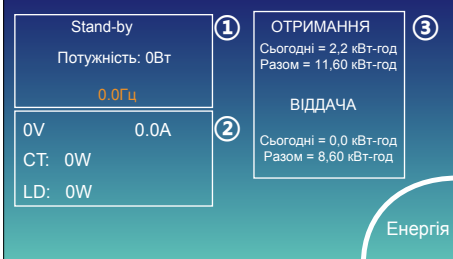 Stand-by
Потужність: 0Вт
0.0Гц
①
0V 0.0A
CT: 0W
LD: 0W
②
ОТРИМАННЯ
Сьогодні = 2,2 кВт-год
Разом = 11,60 кВт-год
ВІДДАЧА
Сьогодні = 0,0 кВт-год
Разом = 8,60 кВт-год
③
Енергія